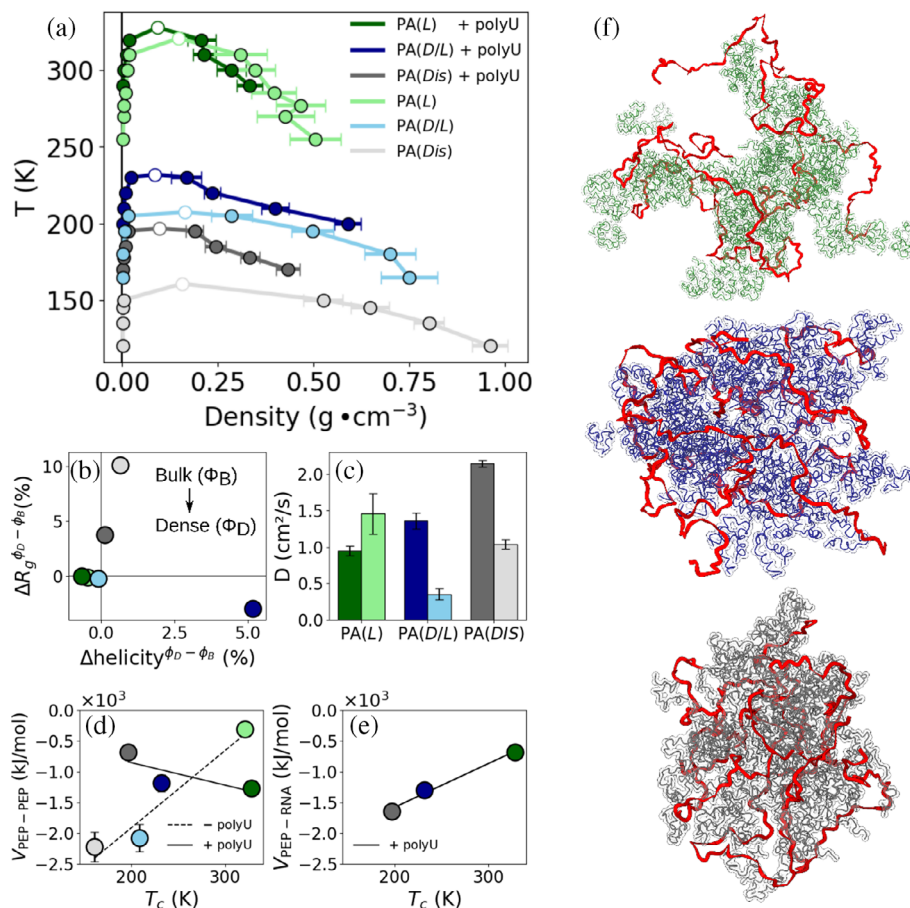 (a)
T (K)
300
250
200
150
0.00 0.25 0.50 0.75 1.00
Density (g•cm⁻³)
PA(L) + polyU
PA(D/L) + polyU
PA(Dis) + polyU
PA(L)
PA(D/L)
PA(Dis)
(b)
ΔRg^ΦD − ΦB (%)
10
5
0
Bulk (ΦB)
Dense (ΦD)
0.0 2.5 5.0
Δhelicity^ΦD − ΦB (%)
(c)
D (cm²/s)
2.0
1.5
1.0
0.5
0.0
PA(L) PA(D/L) PA(DIS)
(d)
×10³
V PEP−PEP (kJ/mol)
0.0
−0.5
−1.0
−1.5
−2.0
−2.5
− polyU
+ polyU
200 300
Tc (K)
(e)
×10³
V PEP−RNA (kJ/mol)
0.0
−0.5
−1.0
−1.5
−2.0
−2.5
+ polyU
200 300
Tc (K)
(f)